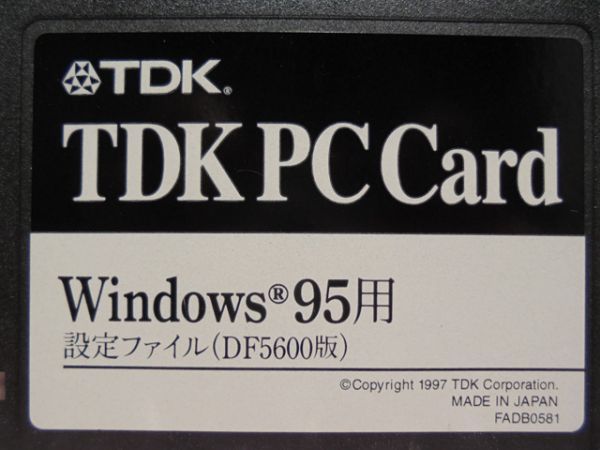 TDK®
TDK PC Card
Windows®95用
設定ファイル(DF5600版)
©Copyright 1997 TDK Corporation.
MADE IN JAPAN
FADB0581